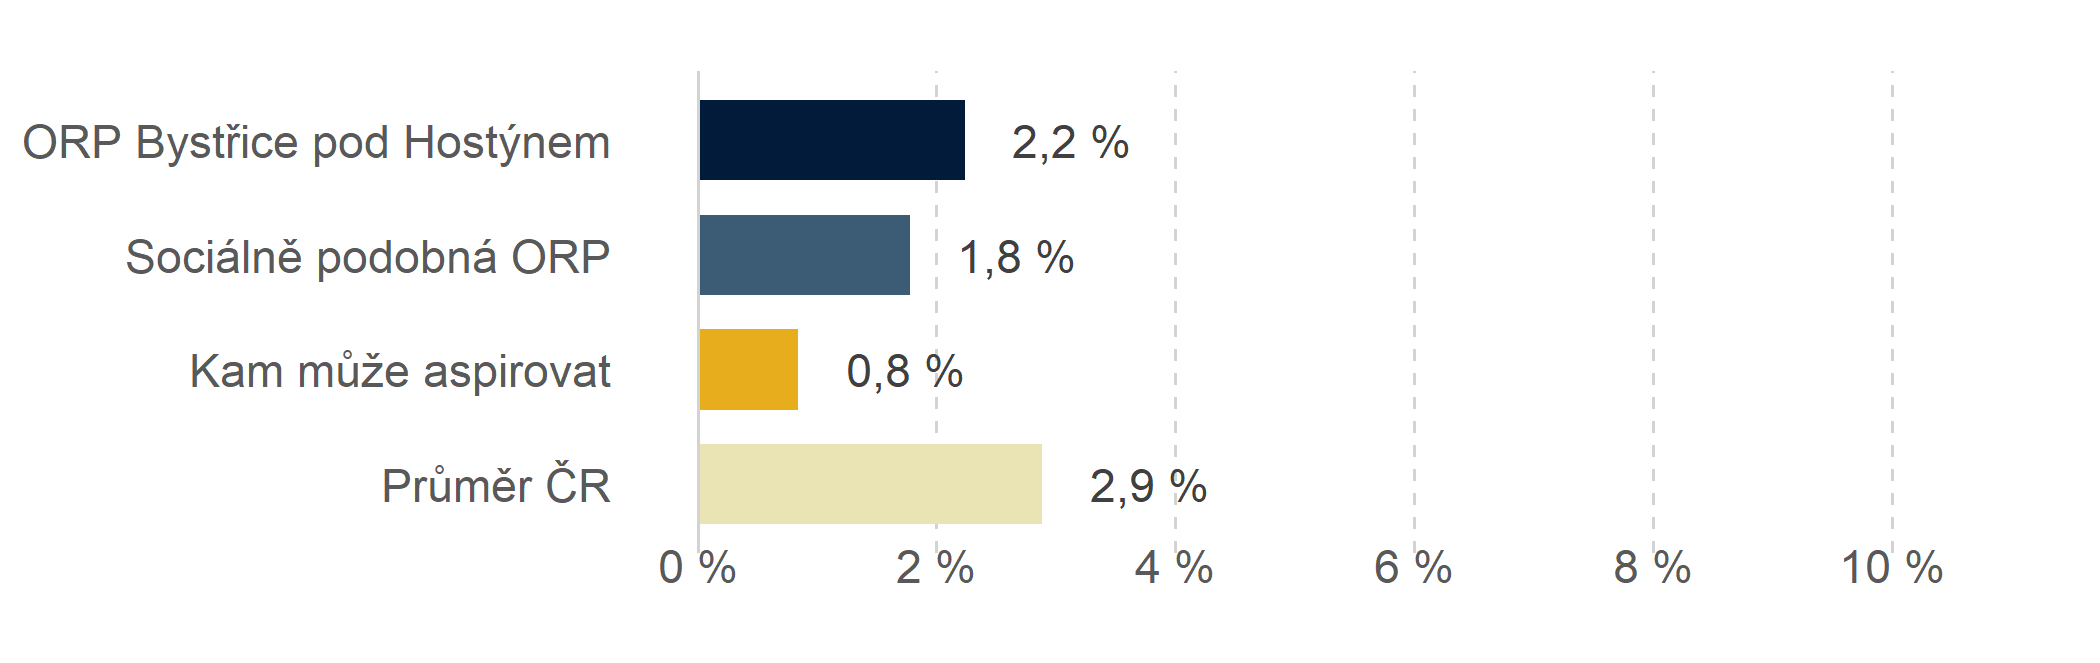 ORP Bystřice pod Hostýnem
2,2 %
Sociálně podobná ORP
1,8 %
Kam může aspirovat
0,8 %
Průměr ČR
2,9 %
0 % 2 % 4 % 6 % 8 % 10 %